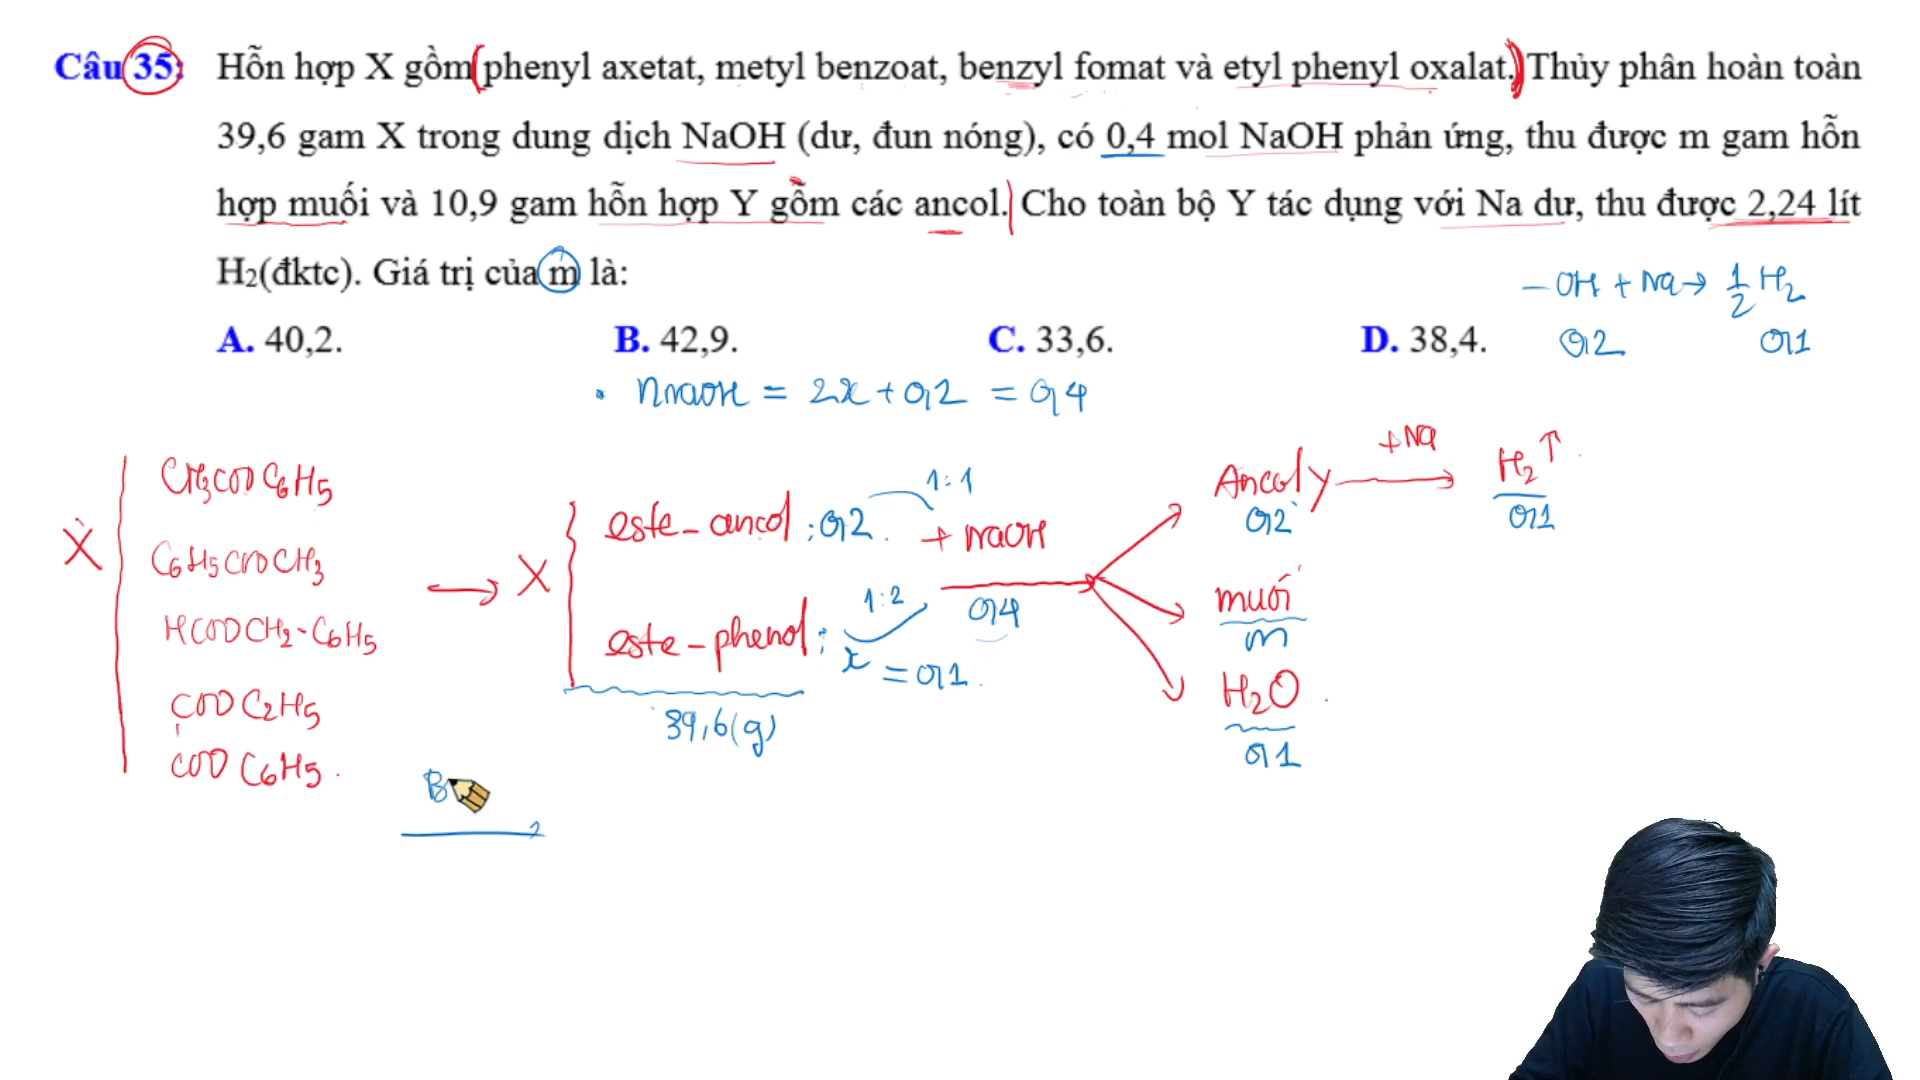 Câu 35: Hỗn hợp X gồm(phenyl axetat, metyl benzoat, benzyl fomat và etyl phenyl oxalat.) Thủy phân hoàn toàn
39,6 gam X trong dung dịch NaOH (dư, đun nóng), có 0,4 mol NaOH phản ứng, thu được m gam hỗn
hợp muối và 10,9 gam hỗn hợp Y gồm các ancol. Cho toàn bộ Y tác dụng với Na dư, thu được 2,24 lít
H2(đktc). Giá trị của m là:
- OH + Na → 1/2 H2
0,2 0,1
A. 40,2. B. 42,9. C. 33,6. D. 38,4.
• nNaOH = 2x + 0,2 = 0,4
X
CH3COOC6H5
C6H5COOCH3
HCOOCH2-C6H5
COOC2H5
COOC6H5.
→ X
este-ancol : 0,2
1:1
este-phenol : x = 0,1
1:2
39,6(g)
+ NaOH
0,4
Ancol Y
0,2
+Na
H2↑
0,1
muối
m
H2O
0,1
B